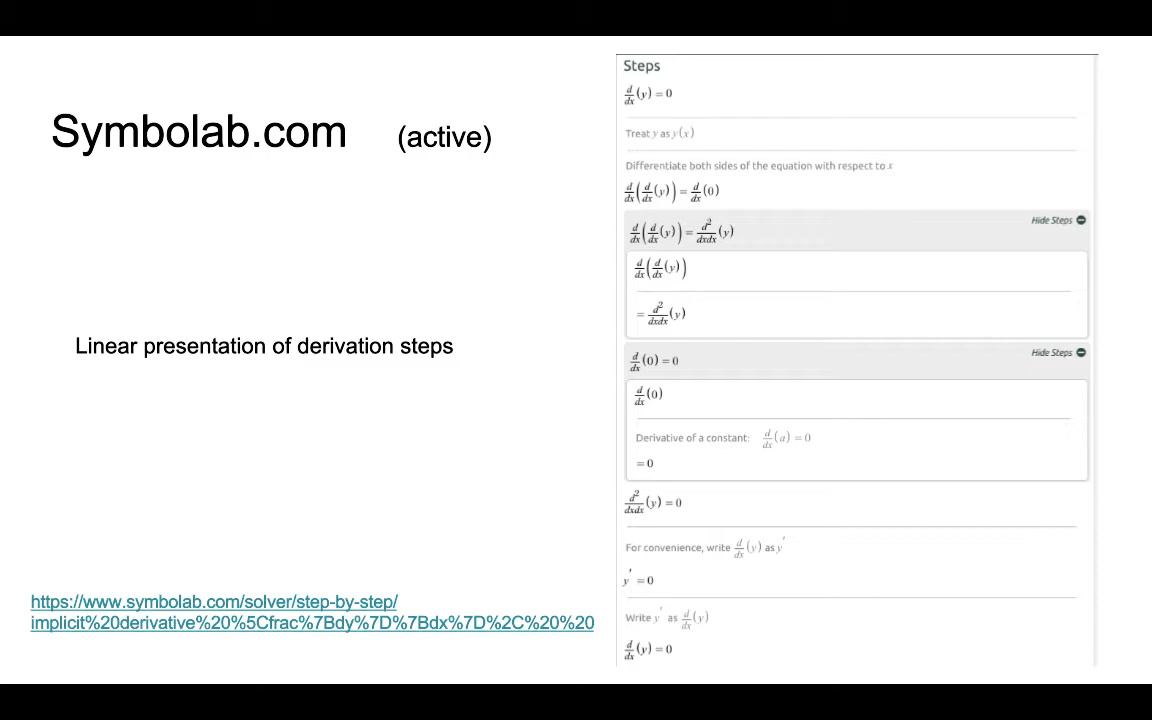 Symbolab.com (active)
Linear presentation of derivation steps
https://www.symbolab.com/solver/step-by-step/
implicit%20derivative%20%5Cfrac%7Bdy%7D%7Bdx%7D%2C%20%20
Steps
d/dx (y) = 0
Treat y as y(x)
Differentiate both sides of the equation with respect to x
d/dx (d/dx (y)) = d/dx (0)
Hide Steps
d/dx (d/dx (y)) = d²/dxdx (y)
d/dx (d/dx (y))
= d²/dxdx (y)
Hide Steps
d/dx (0) = 0
d/dx (0)
Derivative of a constant: d/dx (a) = 0
= 0
d²/dxdx (y) = 0
For convenience, write d/dx (y) as y′
y′ = 0
Write y′ as d/dx (y)
d/dx (y) = 0